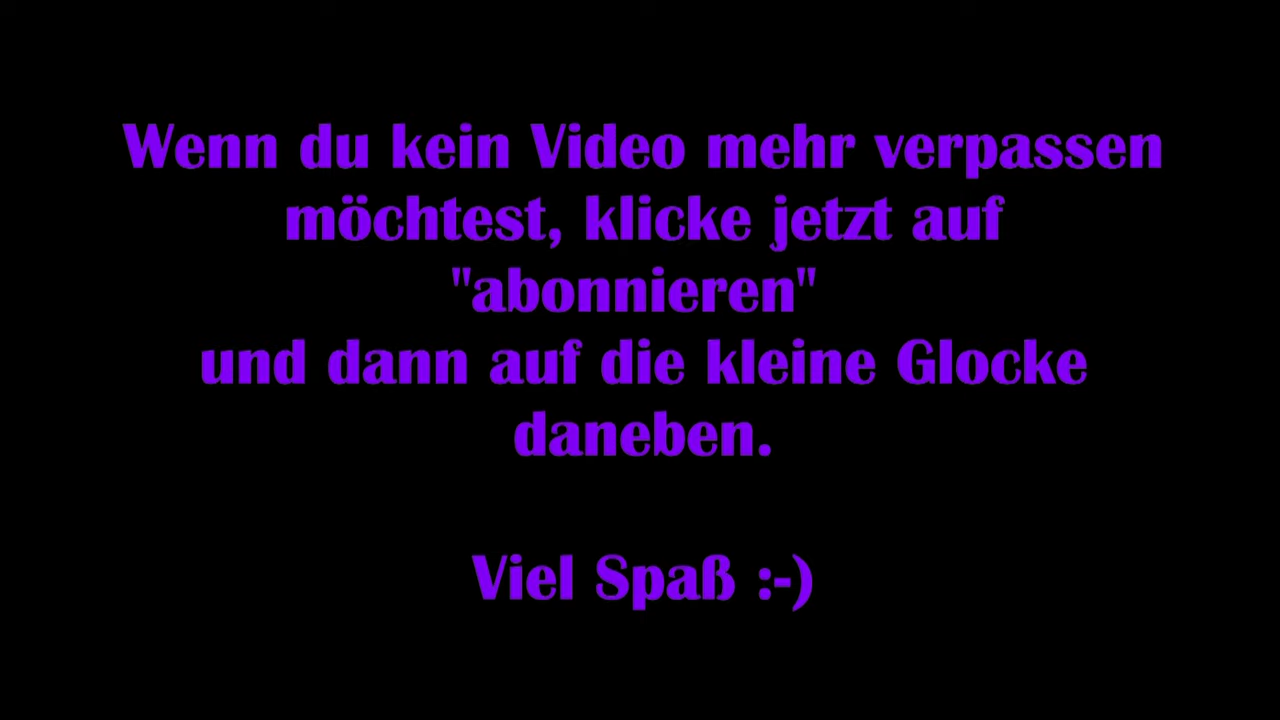 Wenn du kein Video mehr verpassen
möchtest, klicke jetzt auf
"abonnieren"
und dann auf die kleine Glocke
daneben.
Viel Spaß :-)